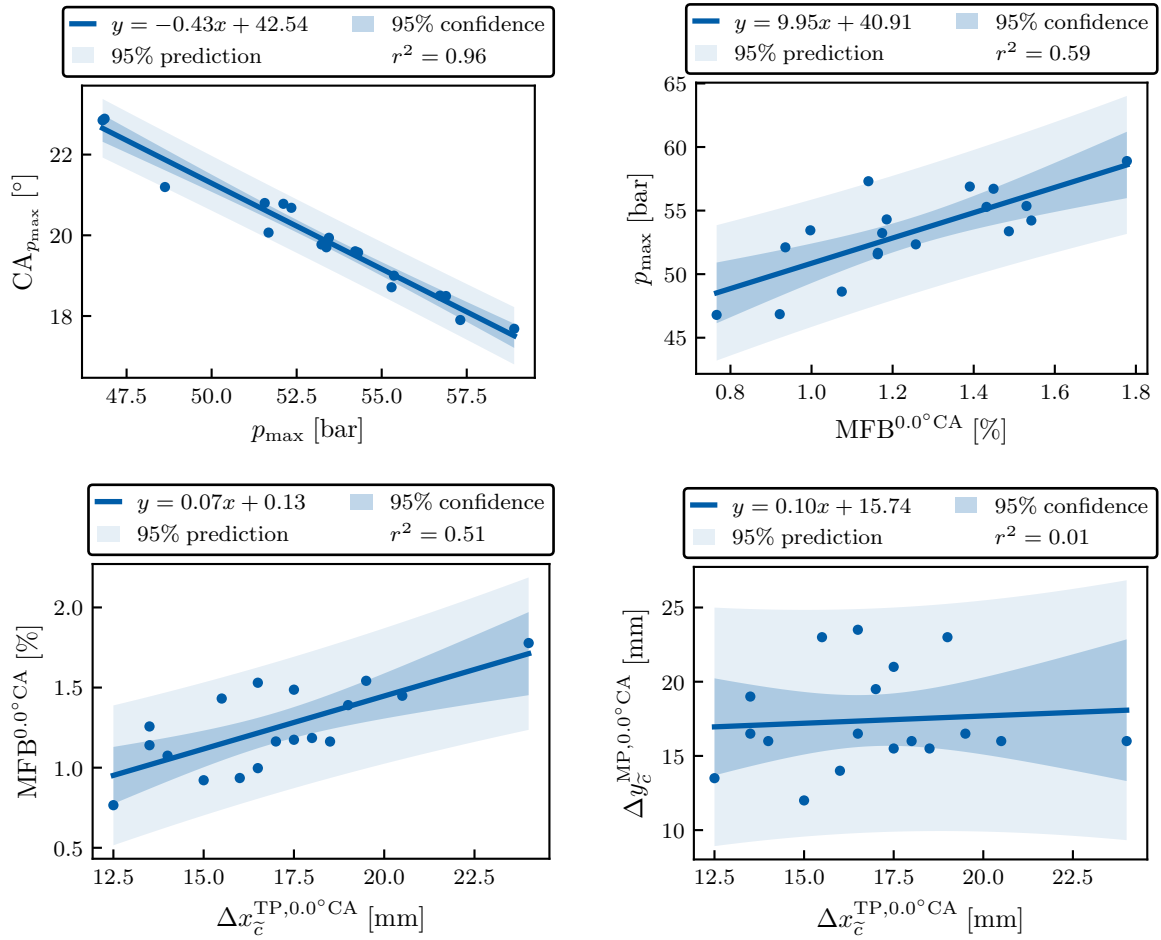 y = −0.43x + 42.54
95% confidence
95% prediction
r² = 0.96
22
20
18
CA_{p_max} [°]
47.5 50.0 52.5 55.0 57.5
p_max [bar]
y = 9.95x + 40.91
95% confidence
95% prediction
r² = 0.59
65
60
55
50
45
p_max [bar]
0.8 1.0 1.2 1.4 1.6 1.8
MFB^{0.0°CA} [%]
y = 0.07x + 0.13
95% confidence
95% prediction
r² = 0.51
2.0
1.5
1.0
0.5
MFB^{0.0°CA} [%]
12.5 15.0 17.5 20.0 22.5
Δx_{c̃}^{TP,0.0°CA} [mm]
y = 0.10x + 15.74
95% confidence
95% prediction
r² = 0.01
25
20
15
10
Δy_{c̃}^{MP,0.0°CA} [mm]
12.5 15.0 17.5 20.0 22.5
Δx_{c̃}^{TP,0.0°CA} [mm]